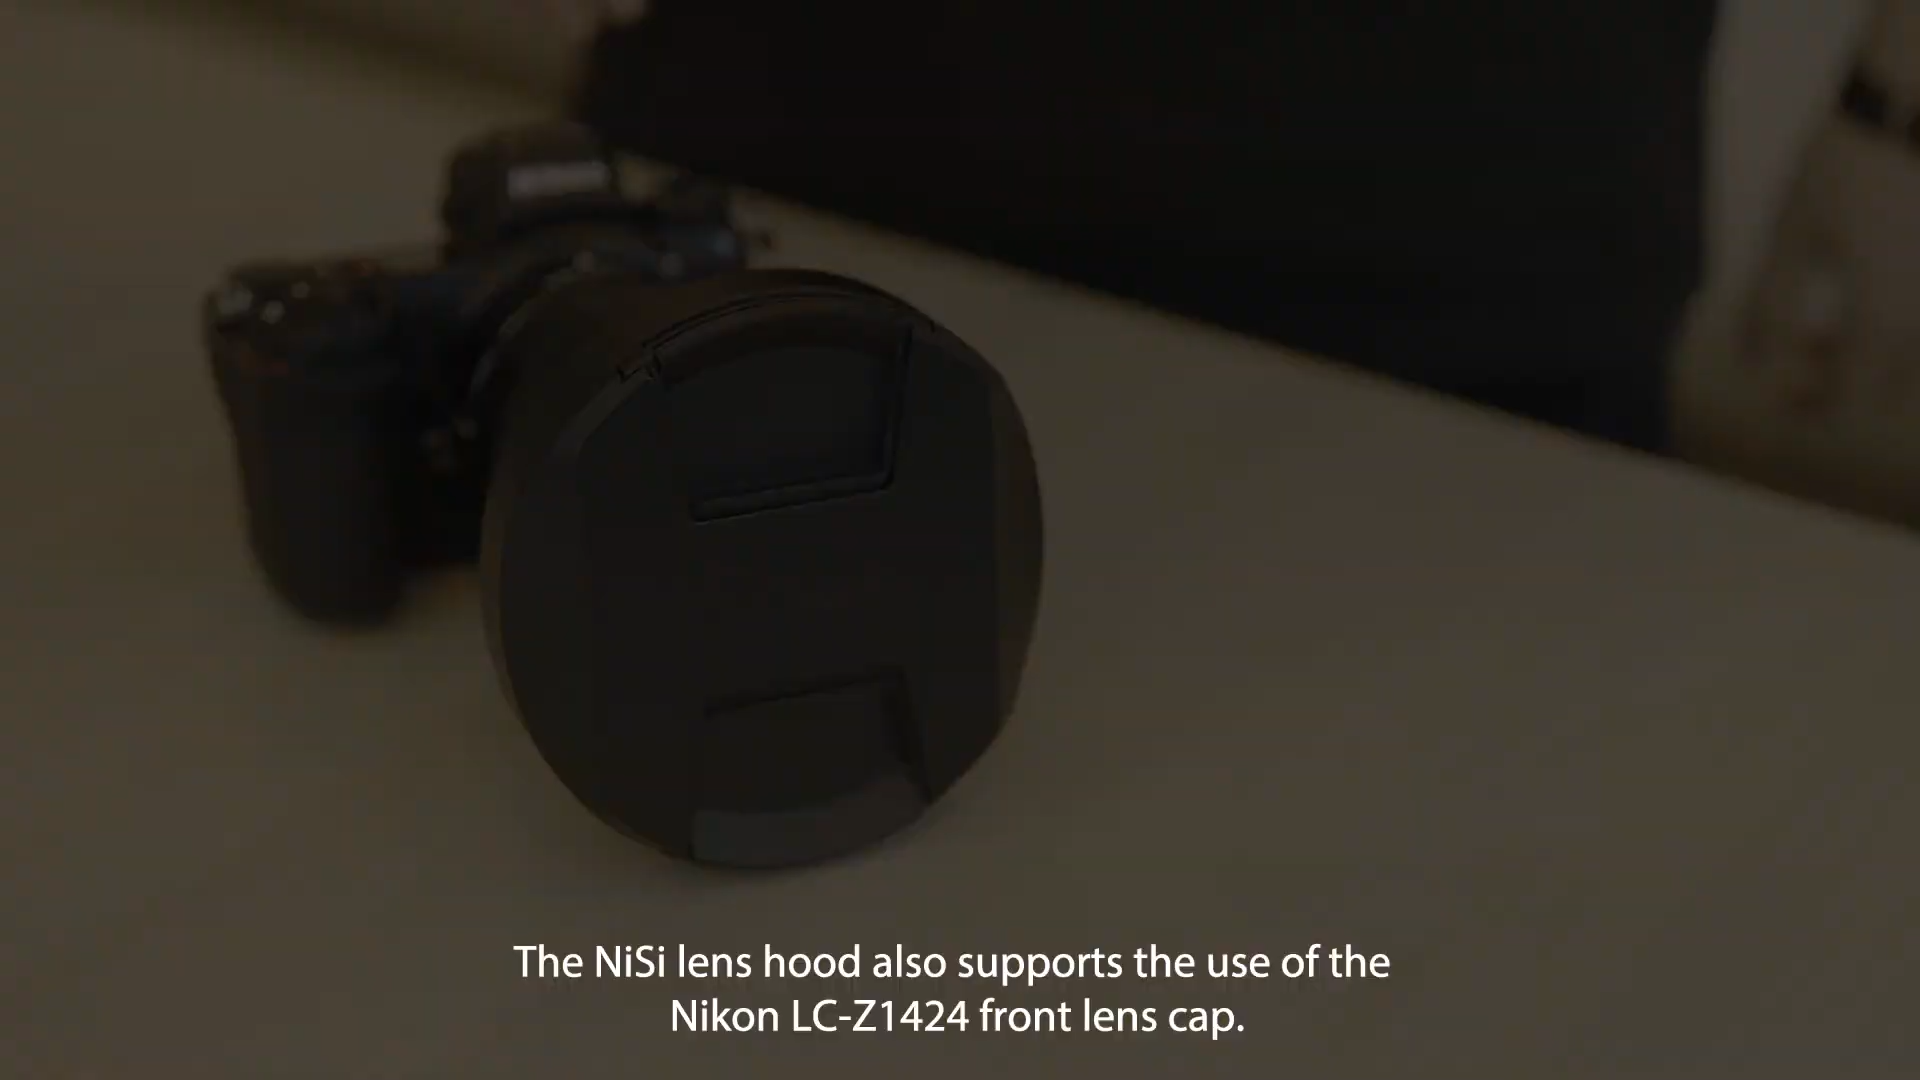 The NiSi lens hood also supports the use of the
Nikon LC-Z1424 front lens cap.